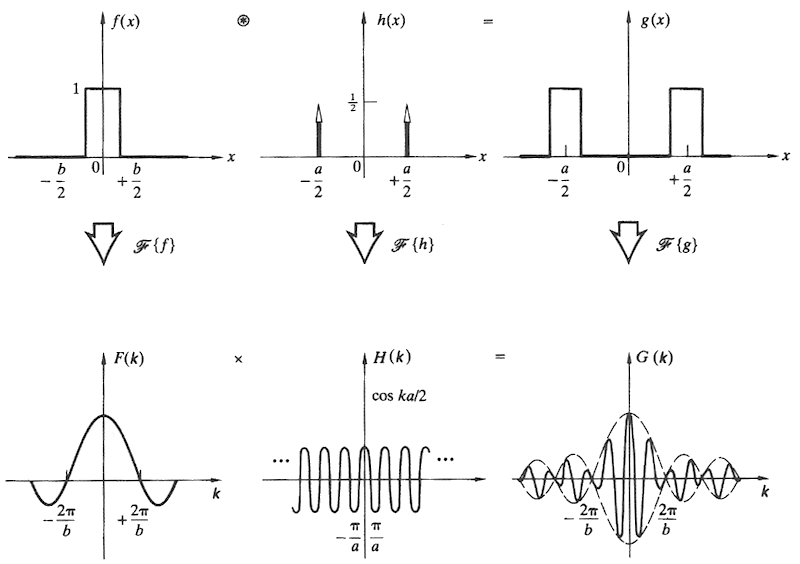 f(x) ⊛ h(x) = g(x)
1 1/2
0 x 0 x 0 x
−b/2 +b/2 −a/2 +a/2 −a/2 +a/2
ℱ{f} ℱ{h} ℱ{g}
F(k) × H(k) = G(k)
cos ka/2
... ...
k k
−2π/b +2π/b −π/a π/a −2π/b 2π/b